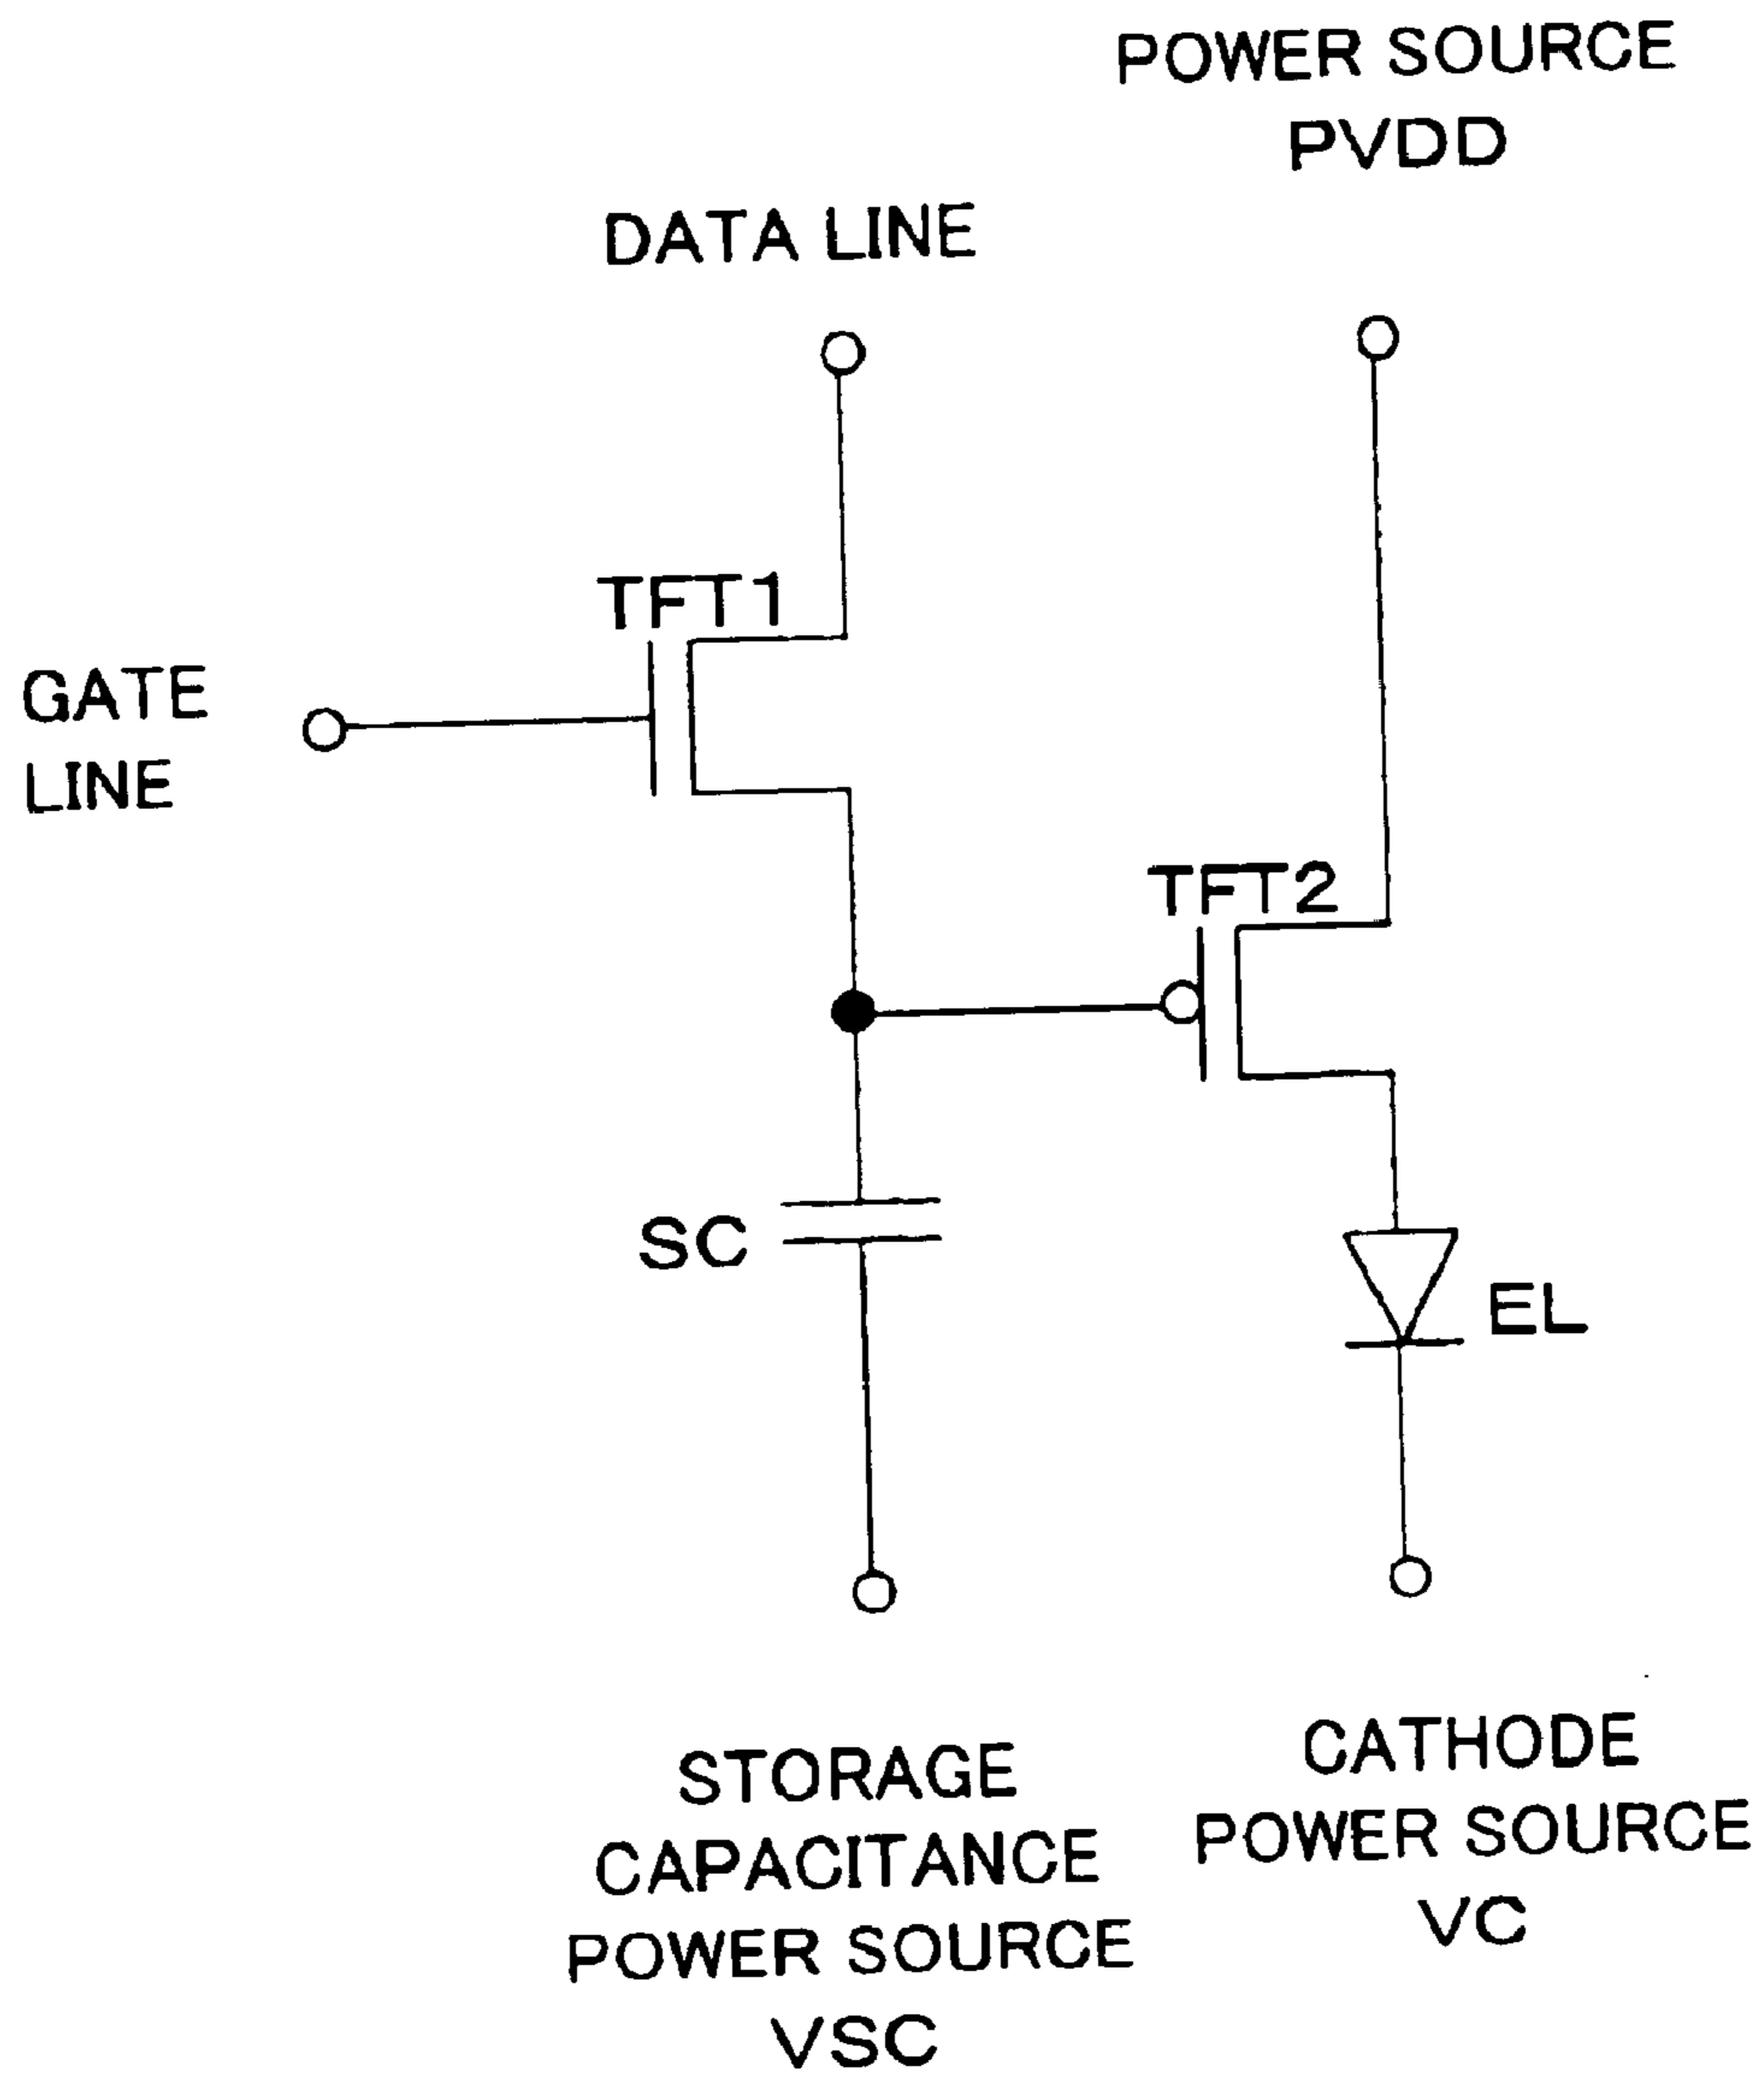 POWER SOURCE
PVDD
DATA LINE
TFT1
GATE
LINE
TFT2
SC
EL
STORAGE
CAPACITANCE
POWER SOURCE
VSC
CATHODE
POWER SOURCE
VC